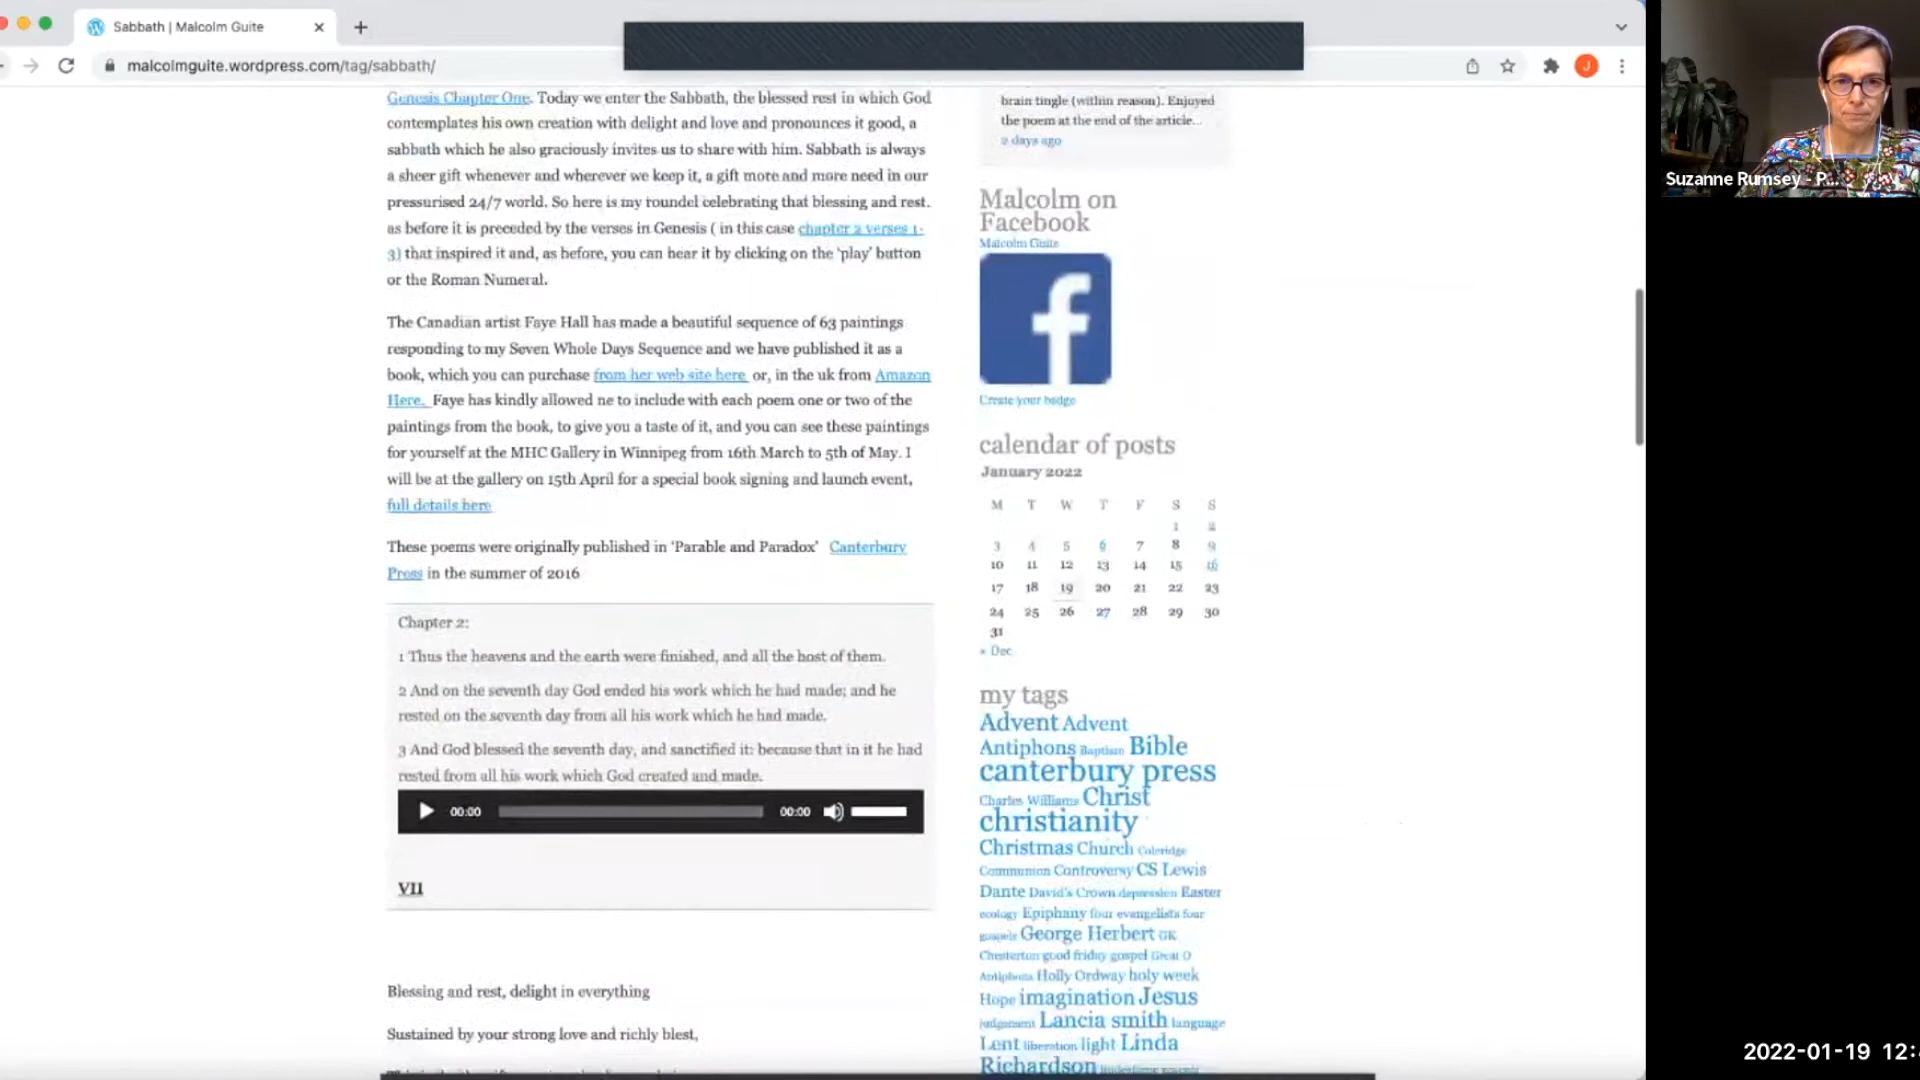 Sabbath | Malcolm Guite
malcolmguite.wordpress.com/tag/sabbath/
J
Genesis Chapter One. Today we enter the Sabbath, the blessed rest in which God
contemplates his own creation with delight and love and pronounces it good, a
sabbath which he also graciously invites us to share with him. Sabbath is always
a sheer gift whenever and wherever we keep it, a gift more and more need in our
pressurised 24/7 world. So here is my roundel celebrating that blessing and rest.
as before it is preceded by the verses in Genesis ( in this case chapter 2 verses 1-
3) that inspired it and, as before, you can hear it by clicking on the 'play' button
or the Roman Numeral.
The Canadian artist Faye Hall has made a beautiful sequence of 63 paintings
responding to my Seven Whole Days Sequence and we have published it as a
book, which you can purchase from her web site here or, in the uk from Amazon
Here. Faye has kindly allowed ne to include with each poem one or two of the
paintings from the book, to give you a taste of it, and you can see these paintings
for yourself at the MHC Gallery in Winnipeg from 16th March to 5th of May. I
will be at the gallery on 15th April for a special book signing and launch event,
full details here
These poems were originally published in 'Parable and Paradox' Canterbury
Press in the summer of 2016
Chapter 2:
1 Thus the heavens and the earth were finished, and all the host of them.
2 And on the seventh day God ended his work which he had made; and he
rested on the seventh day from all his work which he had made.
3 And God blessed the seventh day, and sanctified it: because that in it he had
rested from all his work which God created and made.
00:00 00:00
VII
Blessing and rest, delight in everything
Sustained by your strong love and richly blest,
brain tingle (within reason). Enjoyed
the poem at the end of the article...
2 days ago
Malcolm on
Facebook
Malcolm Guite
f
Create your badge
calendar of posts
January 2022
M T W T F S S
1 2
3 4 5 6 7 8 9
10 11 12 13 14 15 16
17 18 19 20 21 22 23
24 25 26 27 28 29 30
31
« Dec
my tags
Advent Advent
Antiphons Baptism Bible
canterbury press
Charles Williams Christ
christianity
Christmas Church Coleridge
Communion Controversy CS Lewis
Dante David's Crown depression Easter
ecology Epiphany four evangelists four
gospels George Herbert GK
Chesterton good friday gospel Great O
Antiphons Holly Ordway holy week
Hope imagination Jesus
judgement Lancia smith language
Lent liberation light Linda
Richardson
Suzanne Rumsey - P...
2022-01-19 12: